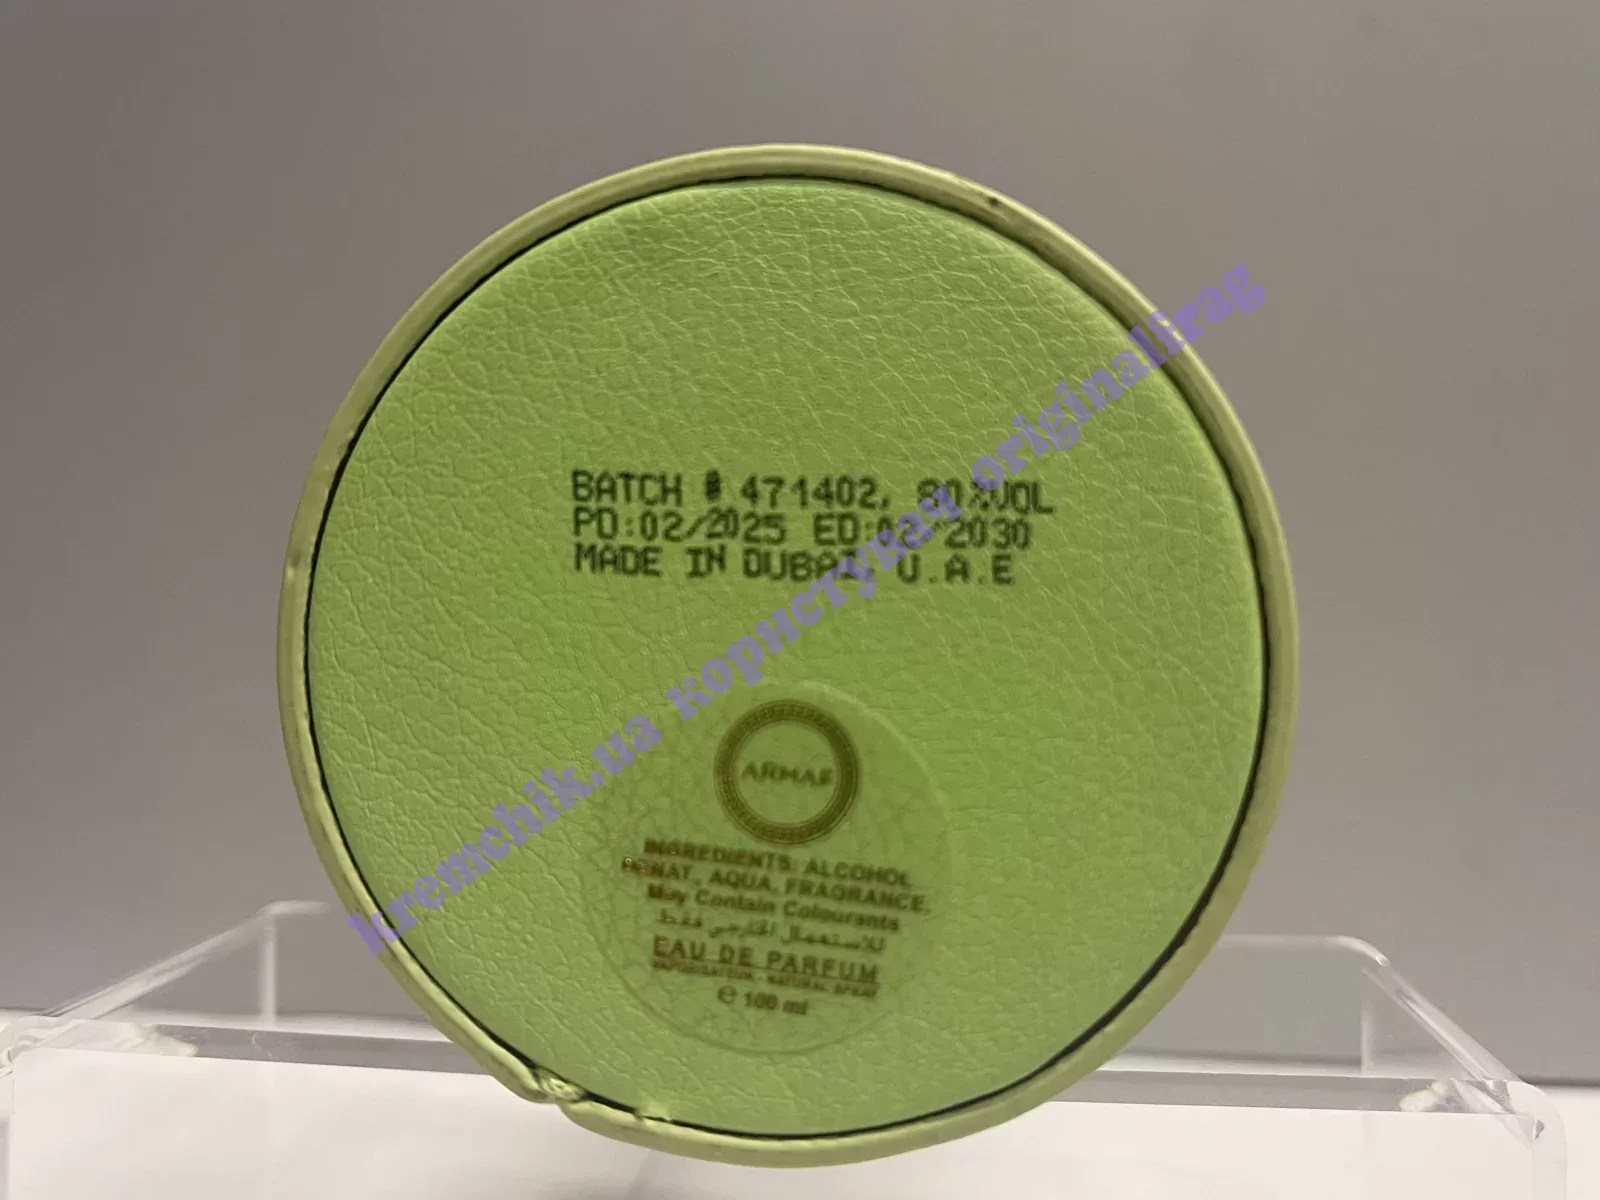 BATCH # 471402, 80%VOL
PD:02/2025 ED:02/2030
MADE IN DUBAI, U.A.E
kremchik.ua користувач originalfrag
ARMAF
INGREDIENTS: ALCOHOL
DENAT., AQUA, FRAGRANCE.
May Contain Colourants
للاستعمال الخارجي فقط
EAU DE PARFUM
VAPORISATEUR - NATURAL SPRAY
℮ 100 ml